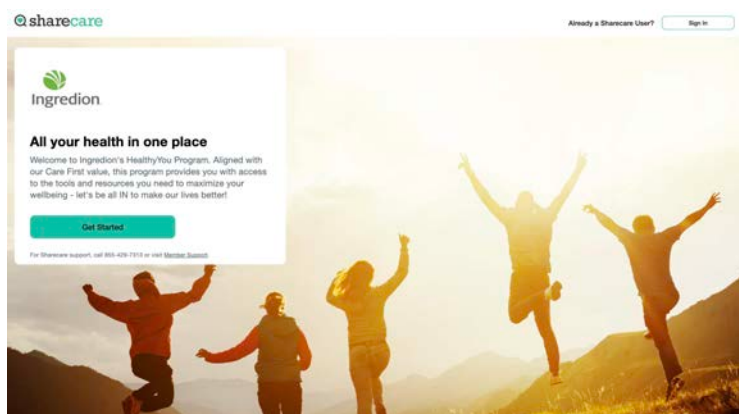 sharecare
Already a Sharecare User?
Sign In
Ingredion
All your health in one place
Welcome to Ingredion's HealthyYou Program. Aligned with
our Care First value, this program provides you with access
to the tools and resources you need to maximize your
wellbeing - let's be all IN to make our lives better!
Get Started
For Sharecare support, call 855-429-7313 or visit Member Support